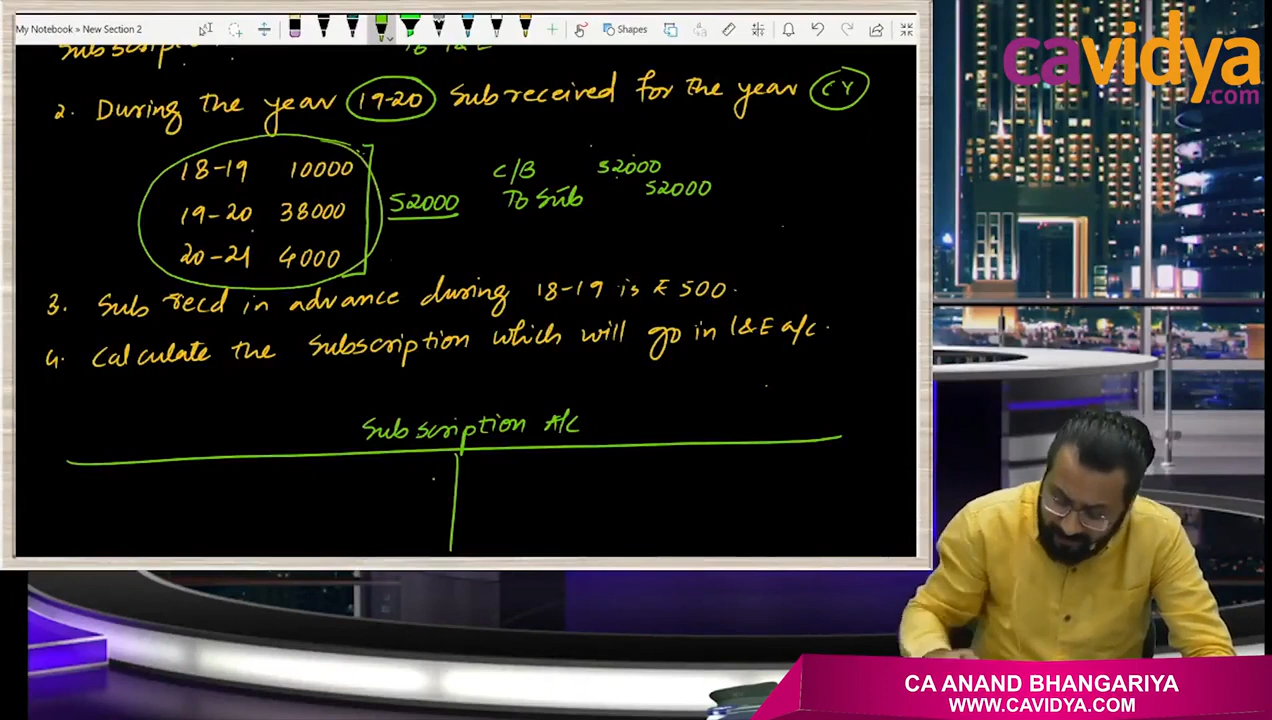 My Notebook » New Section 2
Shapes
cavidya
.com
2. During the year 19-20 Sub received for the year CY
18-19 10000
19-20 38000
20-21 4000
52000
C/B 52000
To Sub 52000
3. Sub recd in advance during 18-19 is ₹ 500.
4. Calculate the subscription which will go in I&E a/c.
Subscription A/c
CA ANAND BHANGARIYA
WWW.CAVIDYA.COM